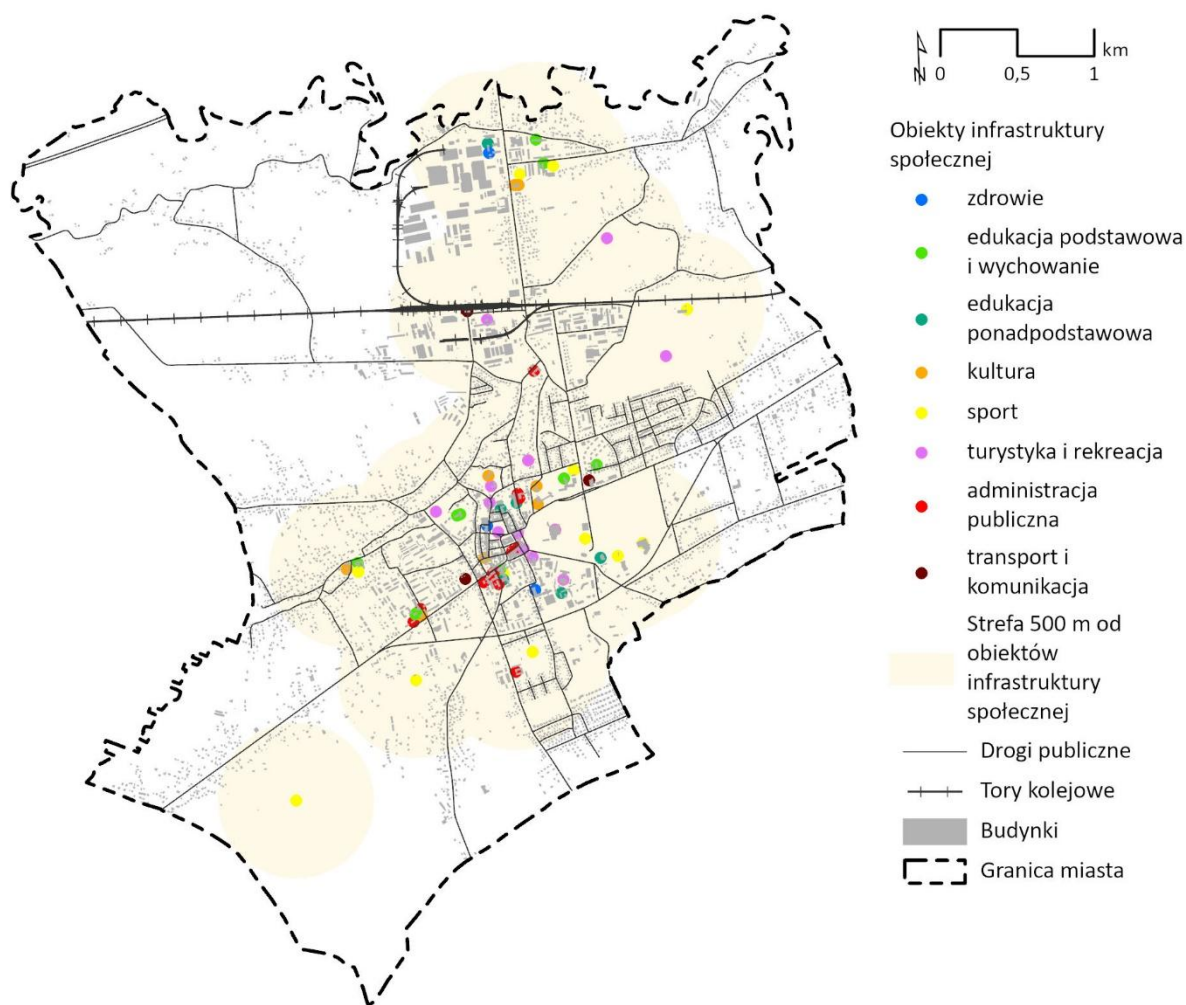 km
N 0 0,5 1
Obiekty infrastruktury
społecznej
zdrowie
edukacja podstawowa
i wychowanie
edukacja
ponadpodstawowa
kultura
sport
turystyka i rekreacja
administracja
publiczna
transport i
komunikacja
Strefa 500 m od
obiektów
infrastruktury
społecznej
Drogi publiczne
Tory kolejowe
Budynki
Granica miasta